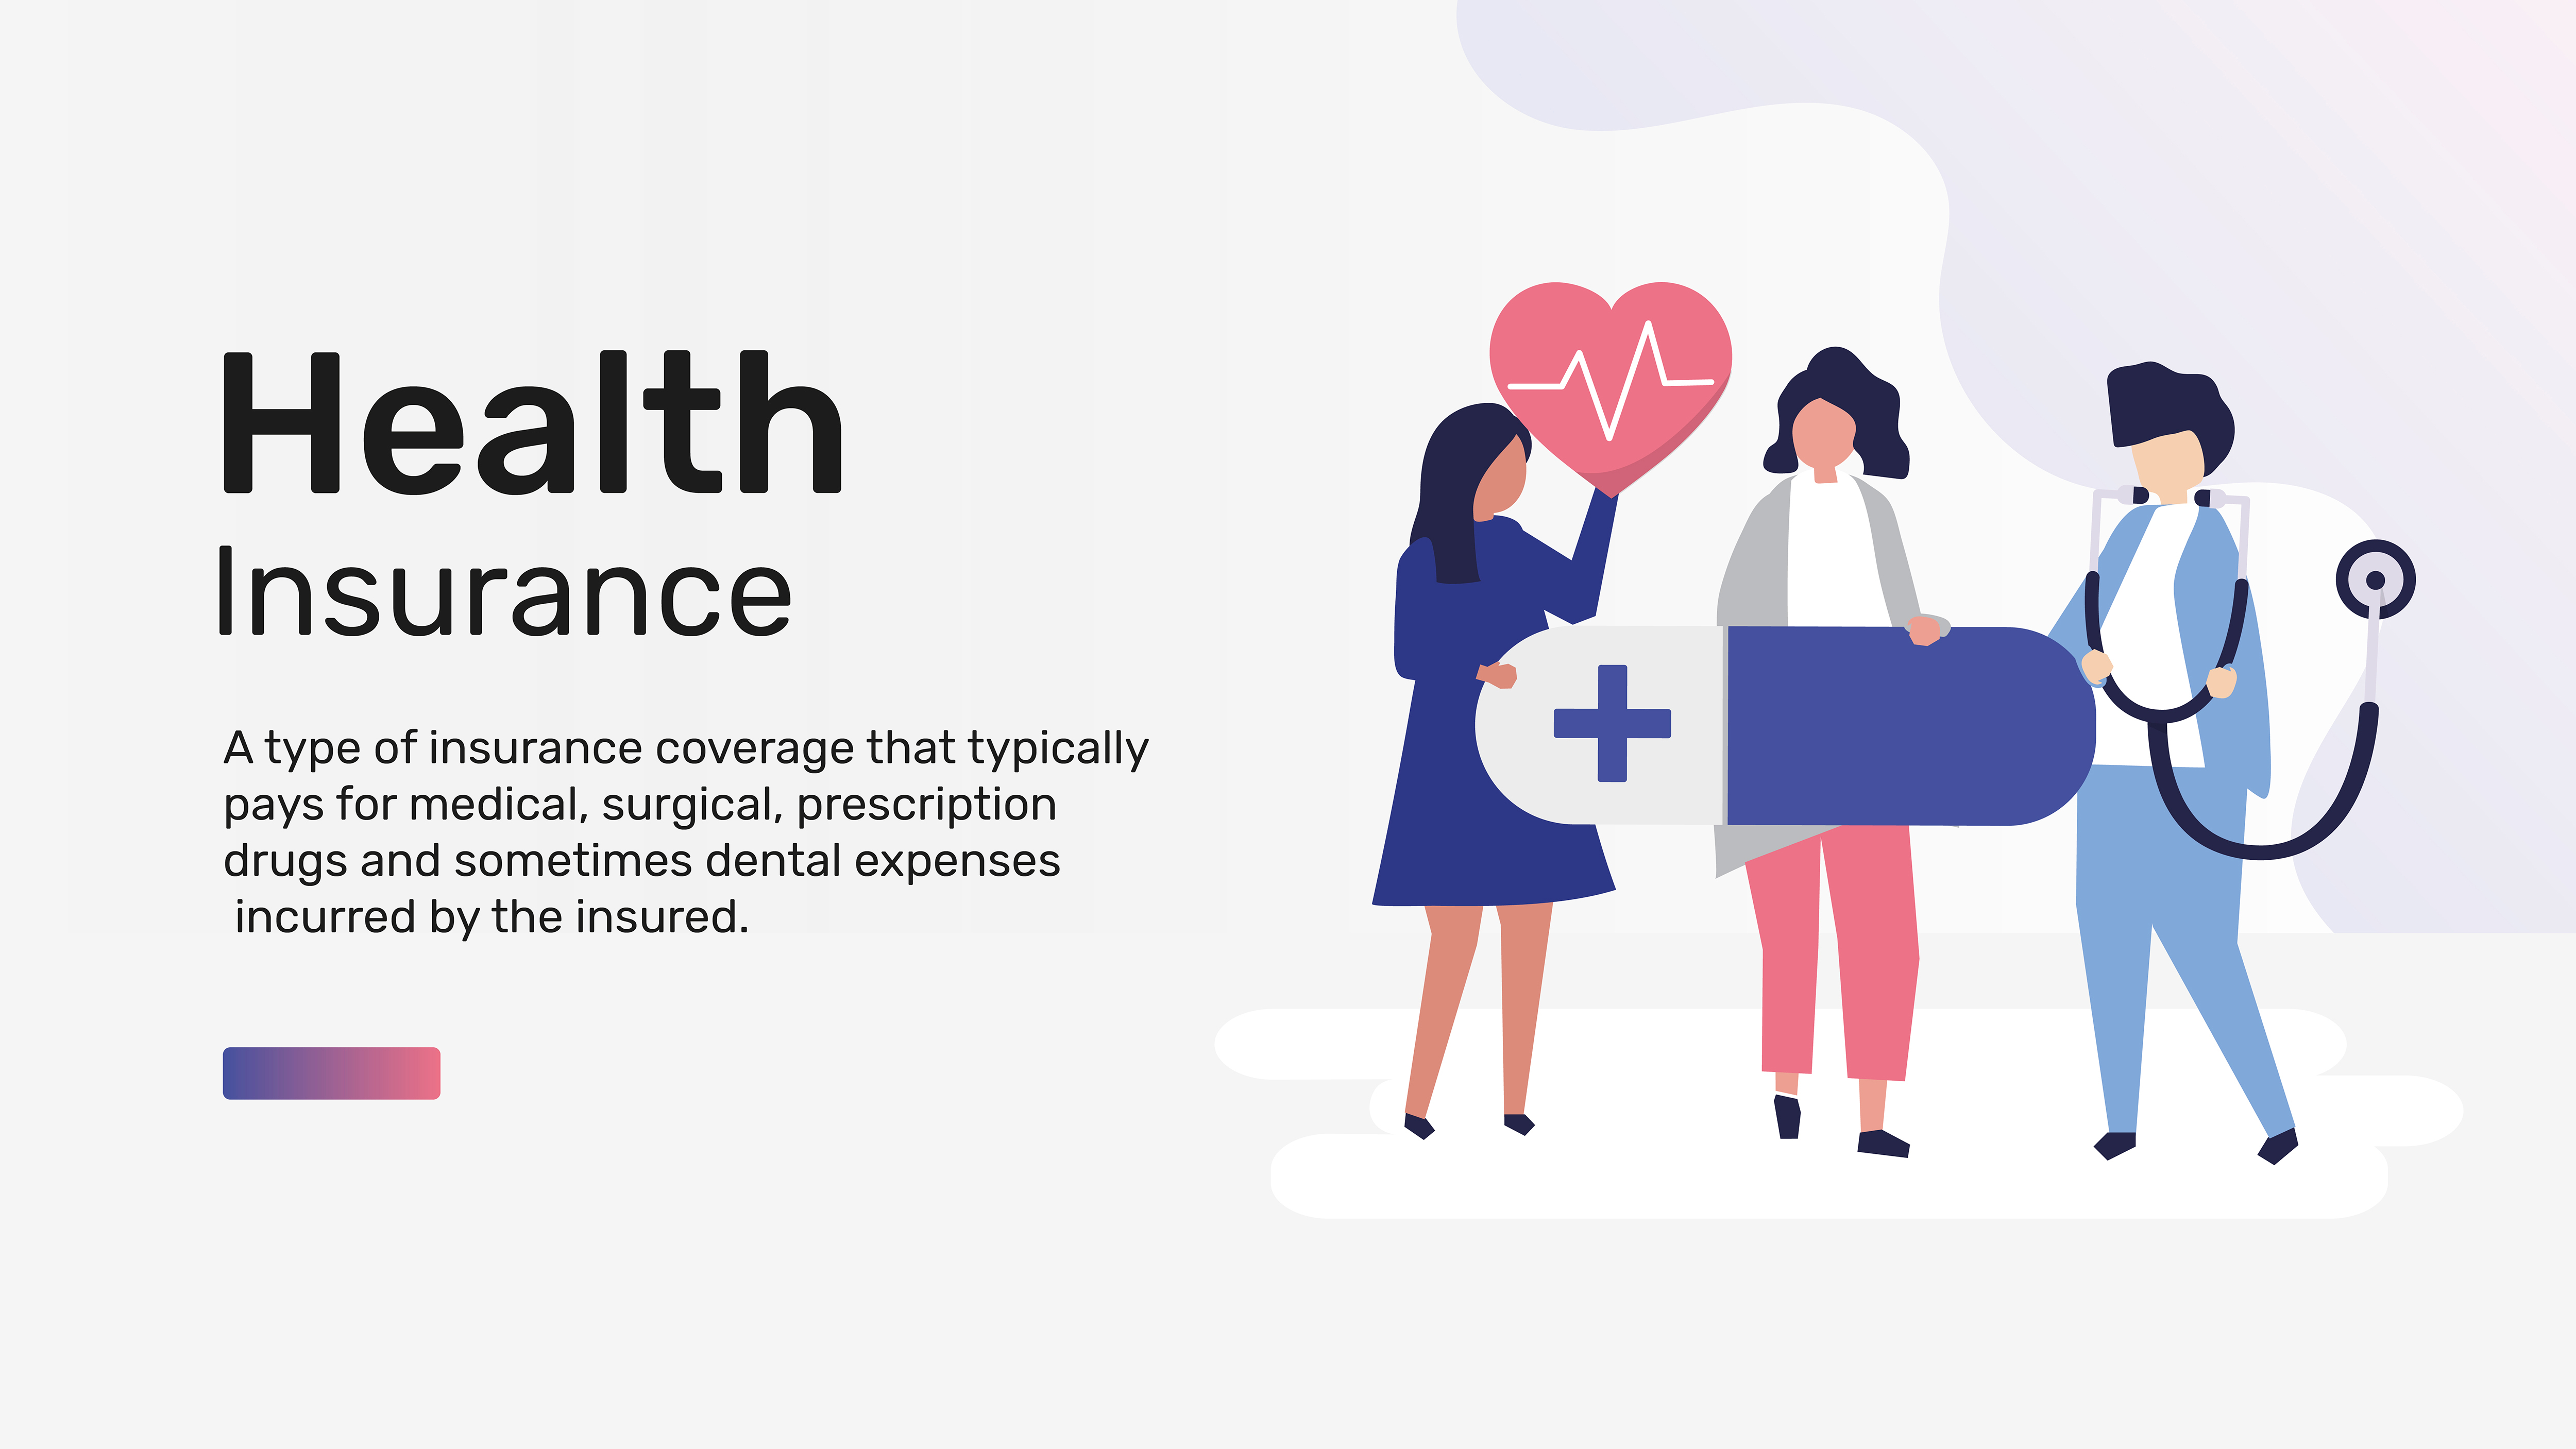 Health
Insurance
A type of insurance coverage that typically
pays for medical, surgical, prescription
drugs and sometimes dental expenses
incurred by the insured.